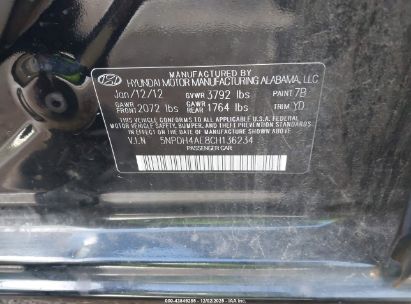 MANUFACTURED BY
HYUNDAI MOTOR MANUFACTURING ALABAMA, LLC
Jan/12/12 GVWR 3792 lbs PAINT 7B
GAWR FRONT 2072 lbs GAWR REAR 1764 lbs TRIM YD
THIS VEHICLE CONFORMS TO ALL APPLICABLE U.S.A. FEDERAL
MOTOR VEHICLE SAFETY, BUMPER, AND THEFT PREVENTION
STANDARDS IN EFFECT ON THE DATE OF MANUFACTURE SHOWN ABOVE.
V.I.N 5NPDH4AE8CH136234
PASSENGER CAR